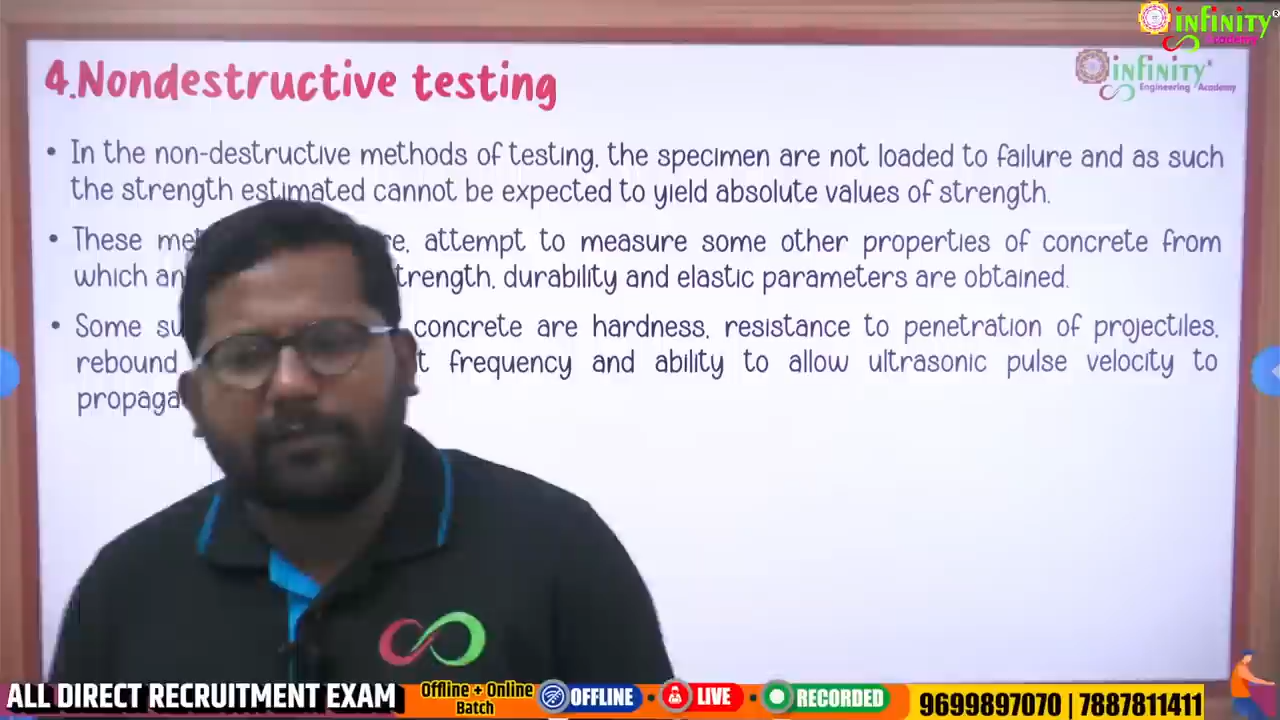 infinity
academy
infinity
Engineering Academy
4.Nondestructive testing
• In the non-destructive methods of testing, the specimen are not loaded to failure and as such
the strength estimated cannot be expected to yield absolute values of strength.
• These attempt to measure some other properties of concrete from
which durability and elastic parameters are obtained.
• Some concrete are hardness, resistance to penetration of projectiles,
rebound frequency and ability to allow ultrasonic pulse velocity to
ALL DIRECT RECRUITMENT EXAM
Offline + Online
Batch
OFFLINE • LIVE • RECORDED
9699897070 | 7887811411